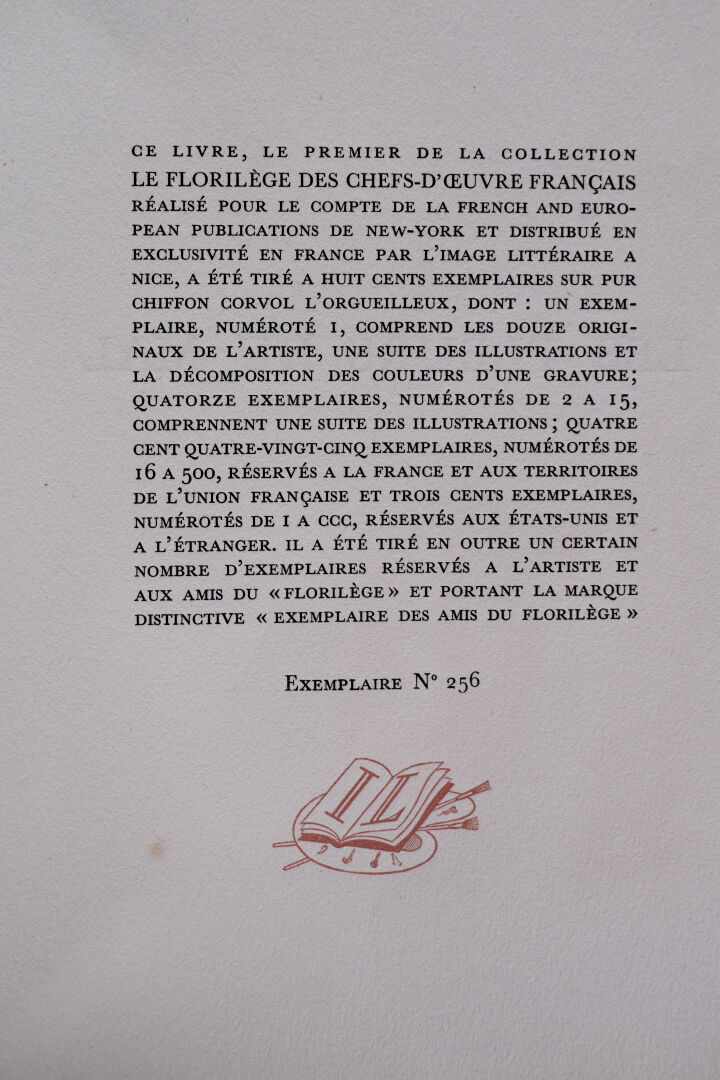 CE LIVRE, LE PREMIER DE LA COLLECTION
LE FLORILÈGE DES CHEFS-D'ŒUVRE FRANÇAIS
RÉALISÉ POUR LE COMPTE DE LA FRENCH AND EURO-
PEAN PUBLICATIONS DE NEW-YORK ET DISTRIBUÉ EN
EXCLUSIVITÉ EN FRANCE PAR L'IMAGE LITTÉRAIRE A
NICE, A ÉTÉ TIRÉ A HUIT CENTS EXEMPLAIRES SUR PUR
CHIFFON CORVOL L'ORGUEILLEUX, DONT : UN EXEM-
PLAIRE, NUMÉROTÉ 1, COMPREND LES DOUZE ORIGI-
NAUX DE L'ARTISTE, UNE SUITE DES ILLUSTRATIONS ET
LA DÉCOMPOSITION DES COULEURS D'UNE GRAVURE;
QUATORZE EXEMPLAIRES, NUMÉROTÉS DE 2 A 15,
COMPRENNENT UNE SUITE DES ILLUSTRATIONS; QUATRE
CENT QUATRE-VINGT-CINQ EXEMPLAIRES, NUMÉROTÉS DE
16 A 500, RÉSERVÉS A LA FRANCE ET AUX TERRITOIRES
DE L'UNION FRANÇAISE ET TROIS CENTS EXEMPLAIRES,
NUMÉROTÉS DE I A CCC, RÉSERVÉS AUX ÉTATS-UNIS ET
A L'ÉTRANGER. IL A ÉTÉ TIRÉ EN OUTRE UN CERTAIN
NOMBRE D'EXEMPLAIRES RÉSERVÉS A L'ARTISTE ET
AUX AMIS DU «FLORILÈGE» ET PORTANT LA MARQUE
DISTINCTIVE « EXEMPLAIRE DES AMIS DU FLORILÈGE »
EXEMPLAIRE N° 256
IL